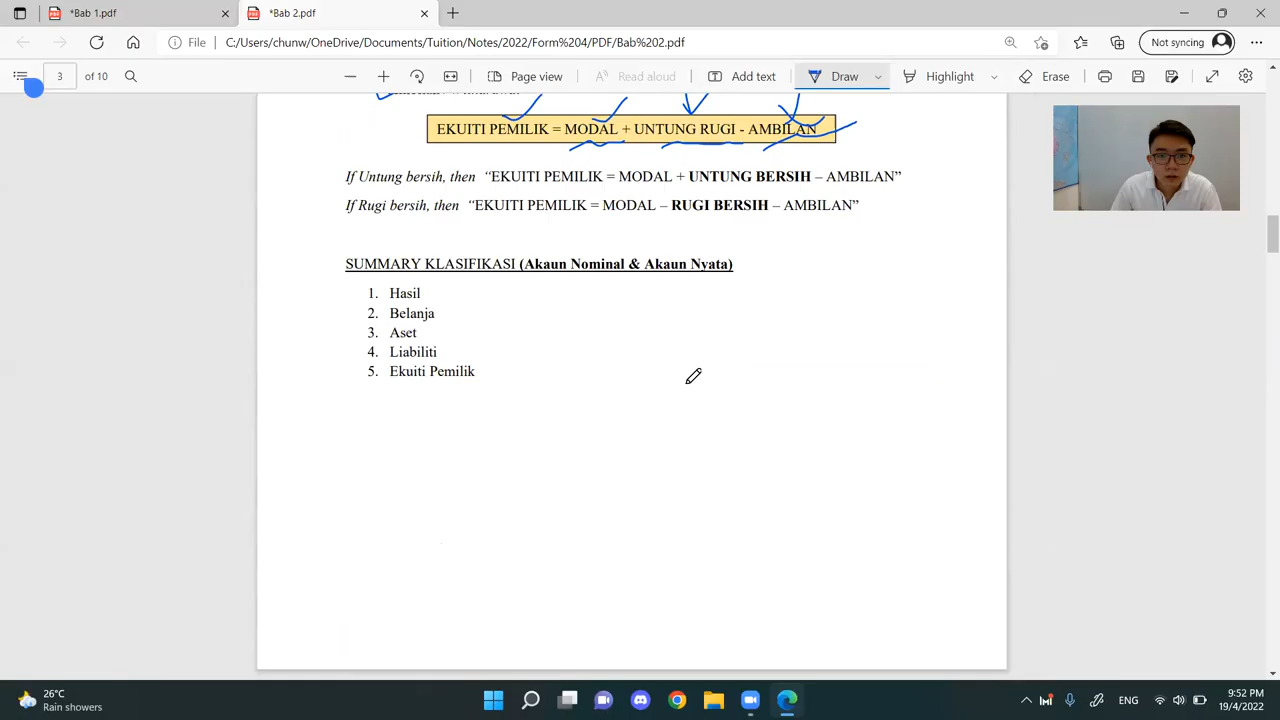 *Bab 1.pdf
*Bab 2.pdf
File
C:/Users/chunw/OneDrive/Documents/Tuition/Notes/2022/Form%204/PDF/Bab%202.pdf
Not syncing
3 of 10
Page view
Read aloud
Add text
Draw
Highlight
Erase
EKUITI PEMILIK = MODAL + UNTUNG RUGI - AMBILAN
If Untung bersih, then “EKUITI PEMILIK = MODAL + UNTUNG BERSIH – AMBILAN”
If Rugi bersih, then “EKUITI PEMILIK = MODAL – RUGI BERSIH – AMBILAN”
SUMMARY KLASIFIKASI (Akaun Nominal & Akaun Nyata)
1. Hasil
2. Belanja
3. Aset
4. Liabiliti
5. Ekuiti Pemilik
26°C
Rain showers
ENG
9:52 PM
19/4/2022